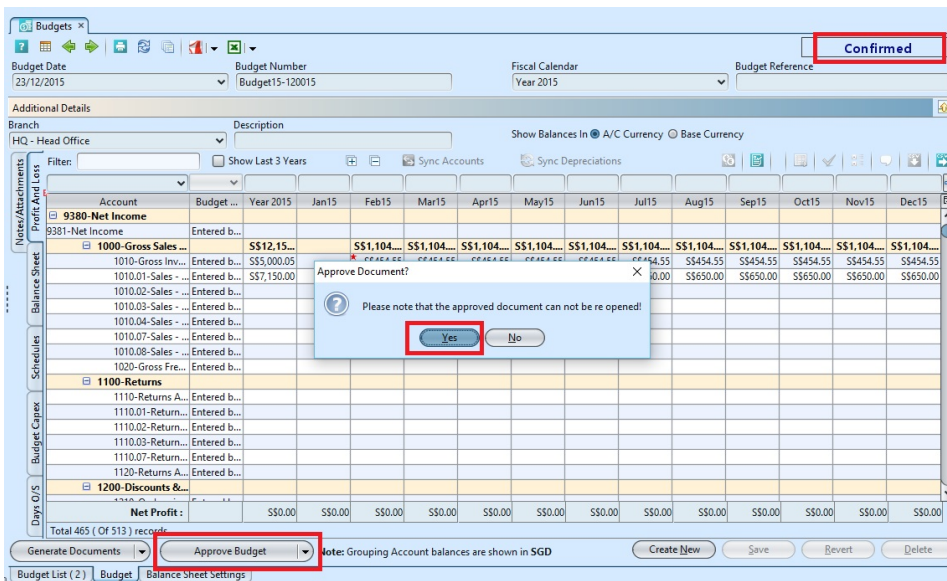 Budgets ×
Confirmed
Budget Date Budget Number Fiscal Calendar Budget Reference
23/12/2015 Budget15-120015 Year 2015
Additional Details
Branch Description
HQ - Head Office Show Balances In A/C Currency Base Currency
Notes/Attachments
Profit And Loss
Balance Sheet
Schedules
Budget Capex
Days O/S
Filter: Show Last 3 Years Sync Accounts Sync Depreciations
Account Budget ... Year 2015 Jan15 Feb15 Mar15 Apr15 May15 Jun15 Jul15 Aug15 Sep15 Oct15 Nov15 Dec15
9380-Net Income
9381-Net Income Entered b...
1000-Gross Sales ... S$12,15... S$1,104.... S$1,104.... S$1,104.... S$1,104.... S$1,104.... S$1,104.... S$1,104.... S$1,104.... S$1,104.... S$1,104.... S$1,104....
1010-Gross Inv... Entered b... S$5,000.05 S$454.55 S$454.55 S$454.55 S$454.55 S$454.55
1010.01-Sales - ... Entered b... S$7,150.00 S$650.00 S$650.00 S$650.00 S$650.00 S$650.00
1010.02-Sales - ... Entered b...
1010.03-Sales - ... Entered b...
1010.04-Sales - ... Entered b...
1010.07-Sales - ... Entered b...
1010.08-Sales - ... Entered b...
1020-Gross Fre... Entered b...
Approve Document?
Please note that the approved document can not be re opened!
Yes No
1100-Returns
1110-Returns A... Entered b...
1110.01-Return... Entered b...
1110.02-Return... Entered b...
1110.03-Return... Entered b...
1110.07-Return... Entered b...
1120-Returns A... Entered b...
1200-Discounts &...
Net Profit : S$0.00 S$0.00 S$0.00 S$0.00 S$0.00 S$0.00 S$0.00 S$0.00 S$0.00 S$0.00 S$0.00 S$0.00 S$0.00
Total 465 ( Of 513 ) records
Generate Documents Approve Budget Note: Grouping Account balances are shown in SGD Create New Save Revert Delete
Budget List ( 2 ) Budget Balance Sheet Settings